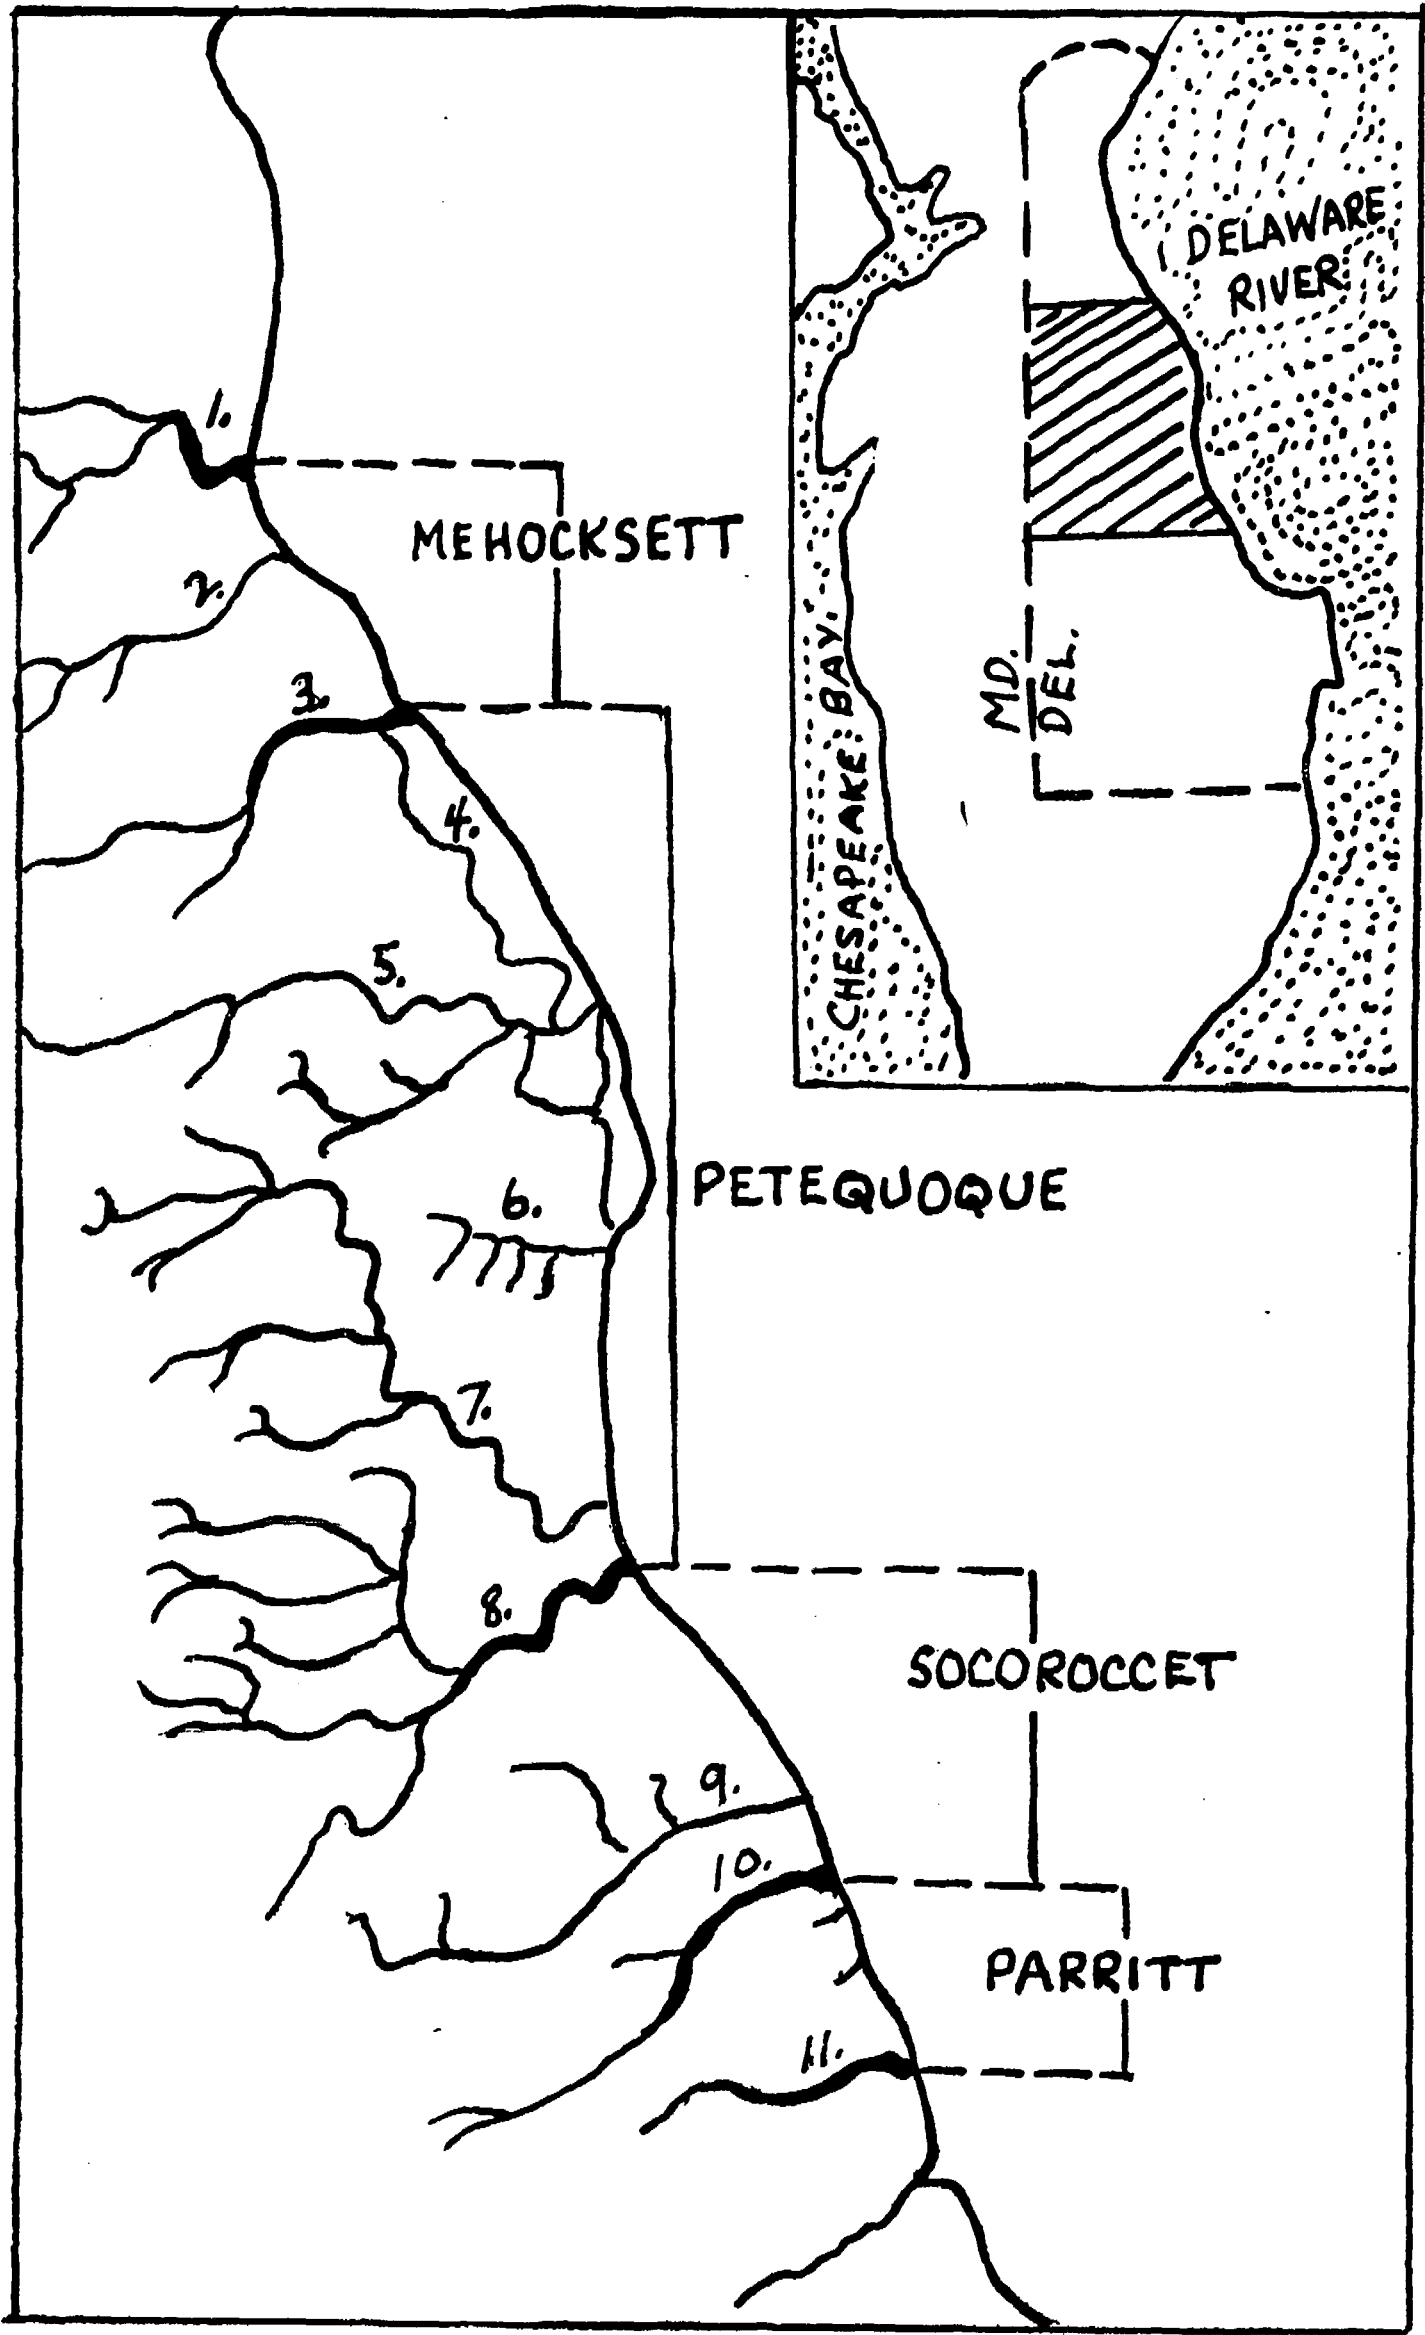 DELAWARE
RIVER
1.
MEHOCKSETT
2.
3.
MD.
DEL.
CHESAPEAKE BAY.
4.
5.
6.
PETEQUOQUE
7.
8.
SOCOROCCET
9.
10.
PARRITT
11.